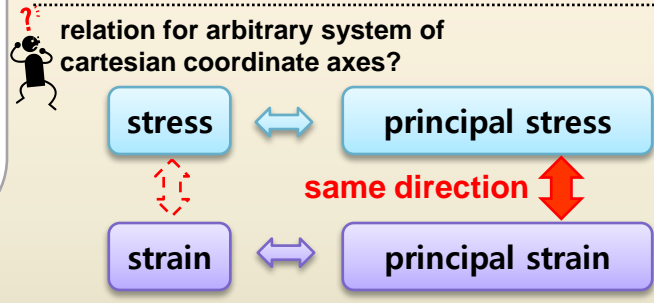 ?
relation for arbitrary system of
cartesian coordinate axes?
stress
principal stress
same direction
strain
principal strain